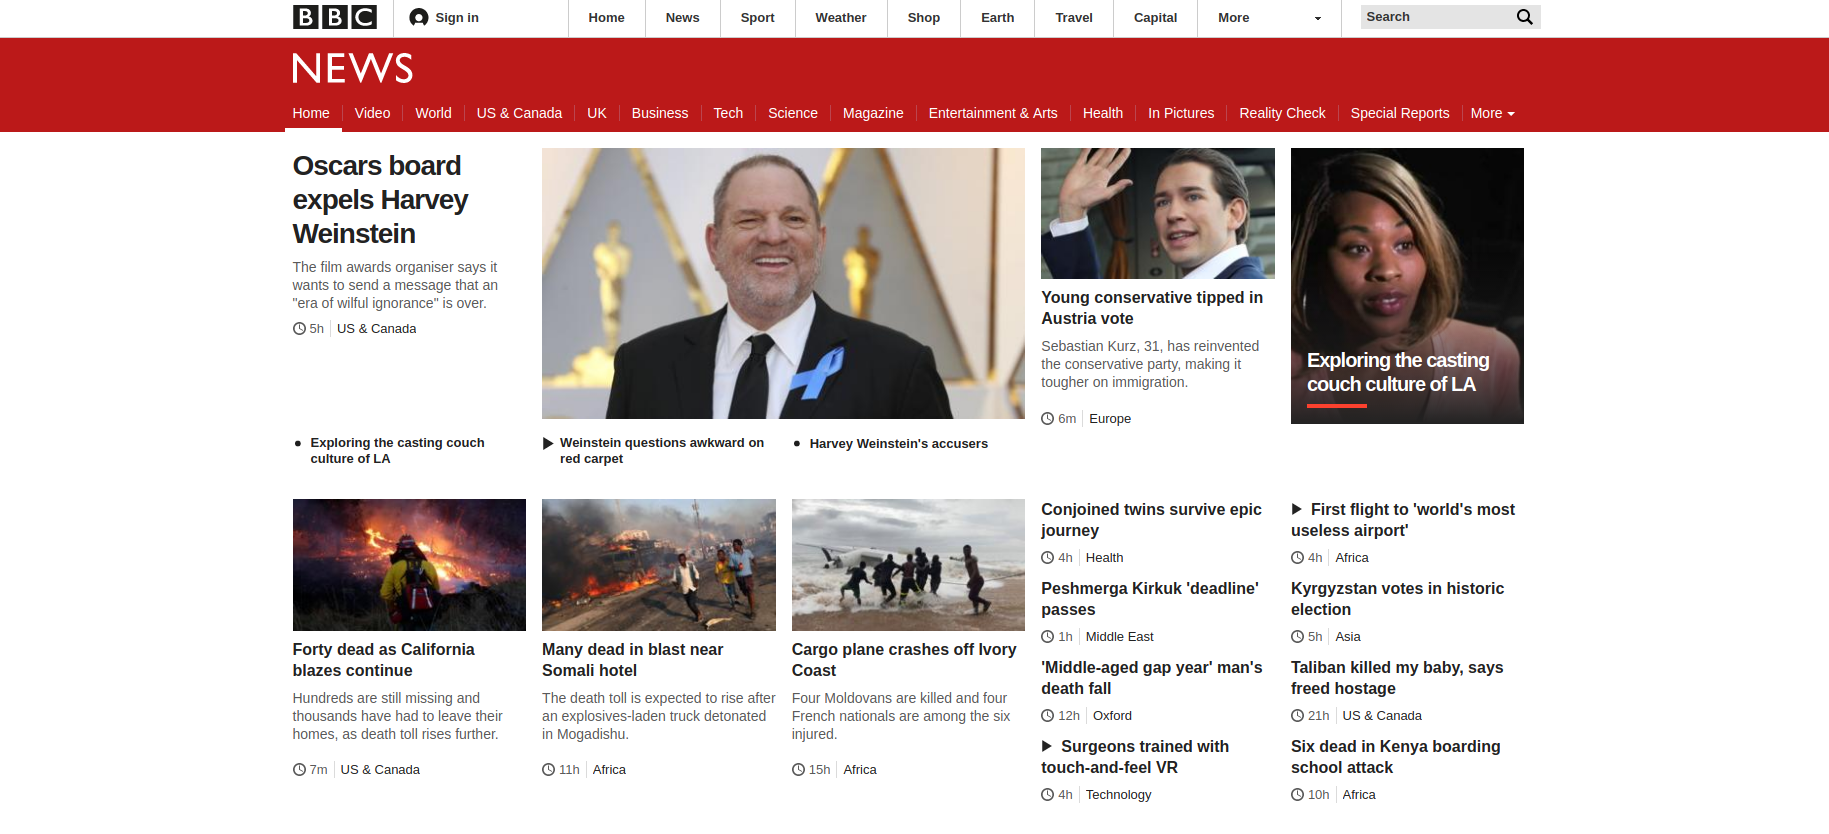 BBC
Sign in
Home
News
Sport
Weather
Shop
Earth
Travel
Capital
More
Search
NEWS
Home
Video
World
US & Canada
UK
Business
Tech
Science
Magazine
Entertainment & Arts
Health
In Pictures
Reality Check
Special Reports
More
Oscars board
expels Harvey
Weinstein
The film awards organiser says it
wants to send a message that an
"era of wilful ignorance" is over.
5h
US & Canada
Young conservative tipped in
Austria vote
Sebastian Kurz, 31, has reinvented
the conservative party, making it
tougher on immigration.
6m
Europe
Exploring the casting
couch culture of LA
Exploring the casting couch
culture of LA
Weinstein questions awkward on
red carpet
Harvey Weinstein's accusers
Forty dead as California
blazes continue
Hundreds are still missing and
thousands have had to leave their
homes, as death toll rises further.
7m
US & Canada
Many dead in blast near
Somali hotel
The death toll is expected to rise after
an explosives-laden truck detonated
in Mogadishu.
11h
Africa
Cargo plane crashes off Ivory
Coast
Four Moldovans are killed and four
French nationals are among the six
injured.
15h
Africa
Conjoined twins survive epic
journey
4h
Health
Peshmerga Kirkuk 'deadline'
passes
1h
Middle East
'Middle-aged gap year' man's
death fall
12h
Oxford
Surgeons trained with
touch-and-feel VR
4h
Technology
First flight to 'world's most
useless airport'
4h
Africa
Kyrgyzstan votes in historic
election
5h
Asia
Taliban killed my baby, says
freed hostage
21h
US & Canada
Six dead in Kenya boarding
school attack
10h
Africa